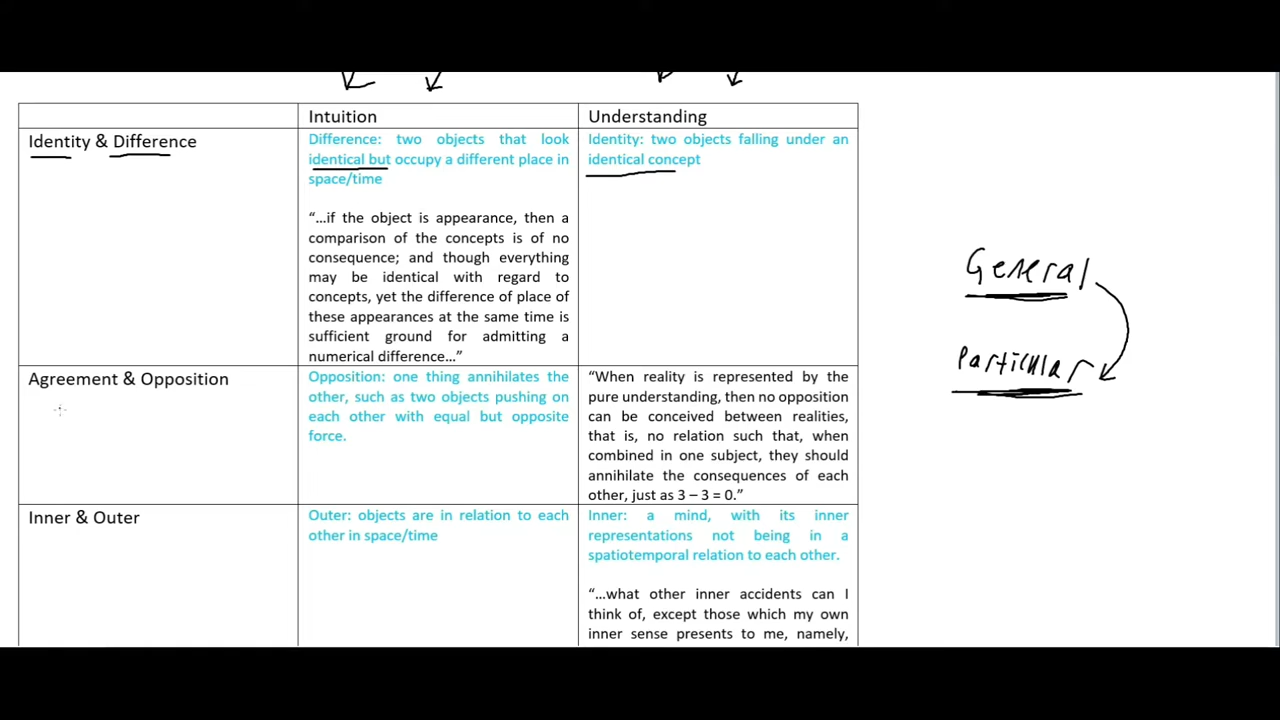 Intuition
Understanding
Identity & Difference
Difference: two objects that look
identical but occupy a different place in
space/time
“…if the object is appearance, then a
comparison of the concepts is of no
consequence; and though everything
may be identical with regard to
concepts, yet the difference of place of
these appearances at the same time is
sufficient ground for admitting a
numerical difference…”
Identity: two objects falling under an
identical concept
Agreement & Opposition
Opposition: one thing annihilates the
other, such as two objects pushing on
each other with equal but opposite
force.
“When reality is represented by the
pure understanding, then no opposition
can be conceived between realities,
that is, no relation such that, when
combined in one subject, they should
annihilate the consequences of each
other, just as 3 – 3 = 0.”
Inner & Outer
Outer: objects are in relation to each
other in space/time
Inner: a mind, with its inner
representations not being in a
spatiotemporal relation to each other.
“…what other inner accidents can I
think of, except those which my own
inner sense presents to me, namely,
General
Particular